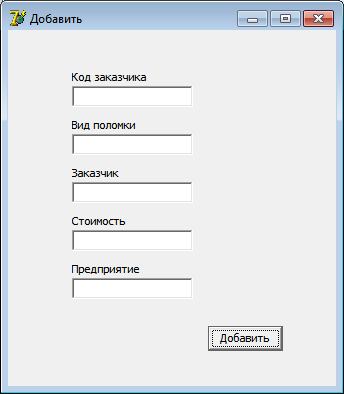 Добавить
Код заказчика
Вид поломки
Заказчик
Стоимость
Предприятие
Добавить